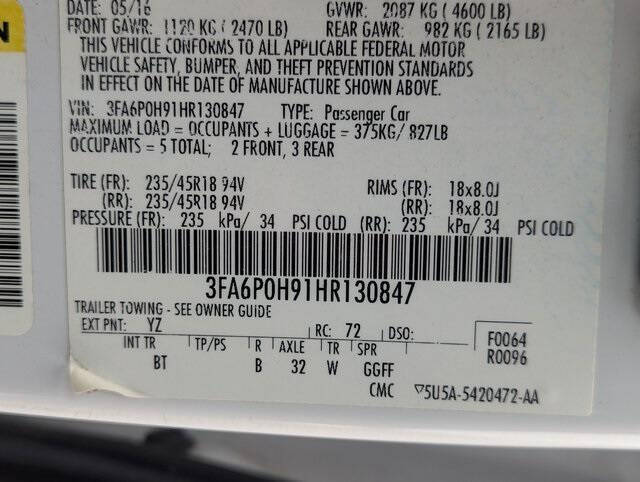 DATE: 05/16 GVWR: 2087 KG ( 4600 LB)
FRONT GAWR: 1120 KG ( 2470 LB) REAR GAWR: 982 KG ( 2165 LB)
THIS VEHICLE CONFORMS TO ALL APPLICABLE FEDERAL MOTOR
VEHICLE SAFETY, BUMPER, AND THEFT PREVENTION STANDARDS
IN EFFECT ON THE DATE OF MANUFACTURE SHOWN ABOVE.
VIN: 3FA6P0H91HR130847 TYPE: Passenger Car
MAXIMUM LOAD = OCCUPANTS + LUGGAGE = 375KG/ 827LB
OCCUPANTS = 5 TOTAL; 2 FRONT, 3 REAR
TIRE (FR): 235/45R18 94V RIMS (FR): 18x8.0J
(RR): 235/45R18 94V (RR): 18x8.0J
PRESSURE (FR): 235 kPa/ 34 PSI COLD (RR): 235 kPa/ 34 PSI COLD
3FA6P0H91HR130847
TRAILER TOWING - SEE OWNER GUIDE
EXT PNT: YZ RC: 72 DSO: F0064
INT TR TP/PS R AXLE TR SPR R0096
BT B 32 W GGFF
CMC ▽5U5A-5420472-AA